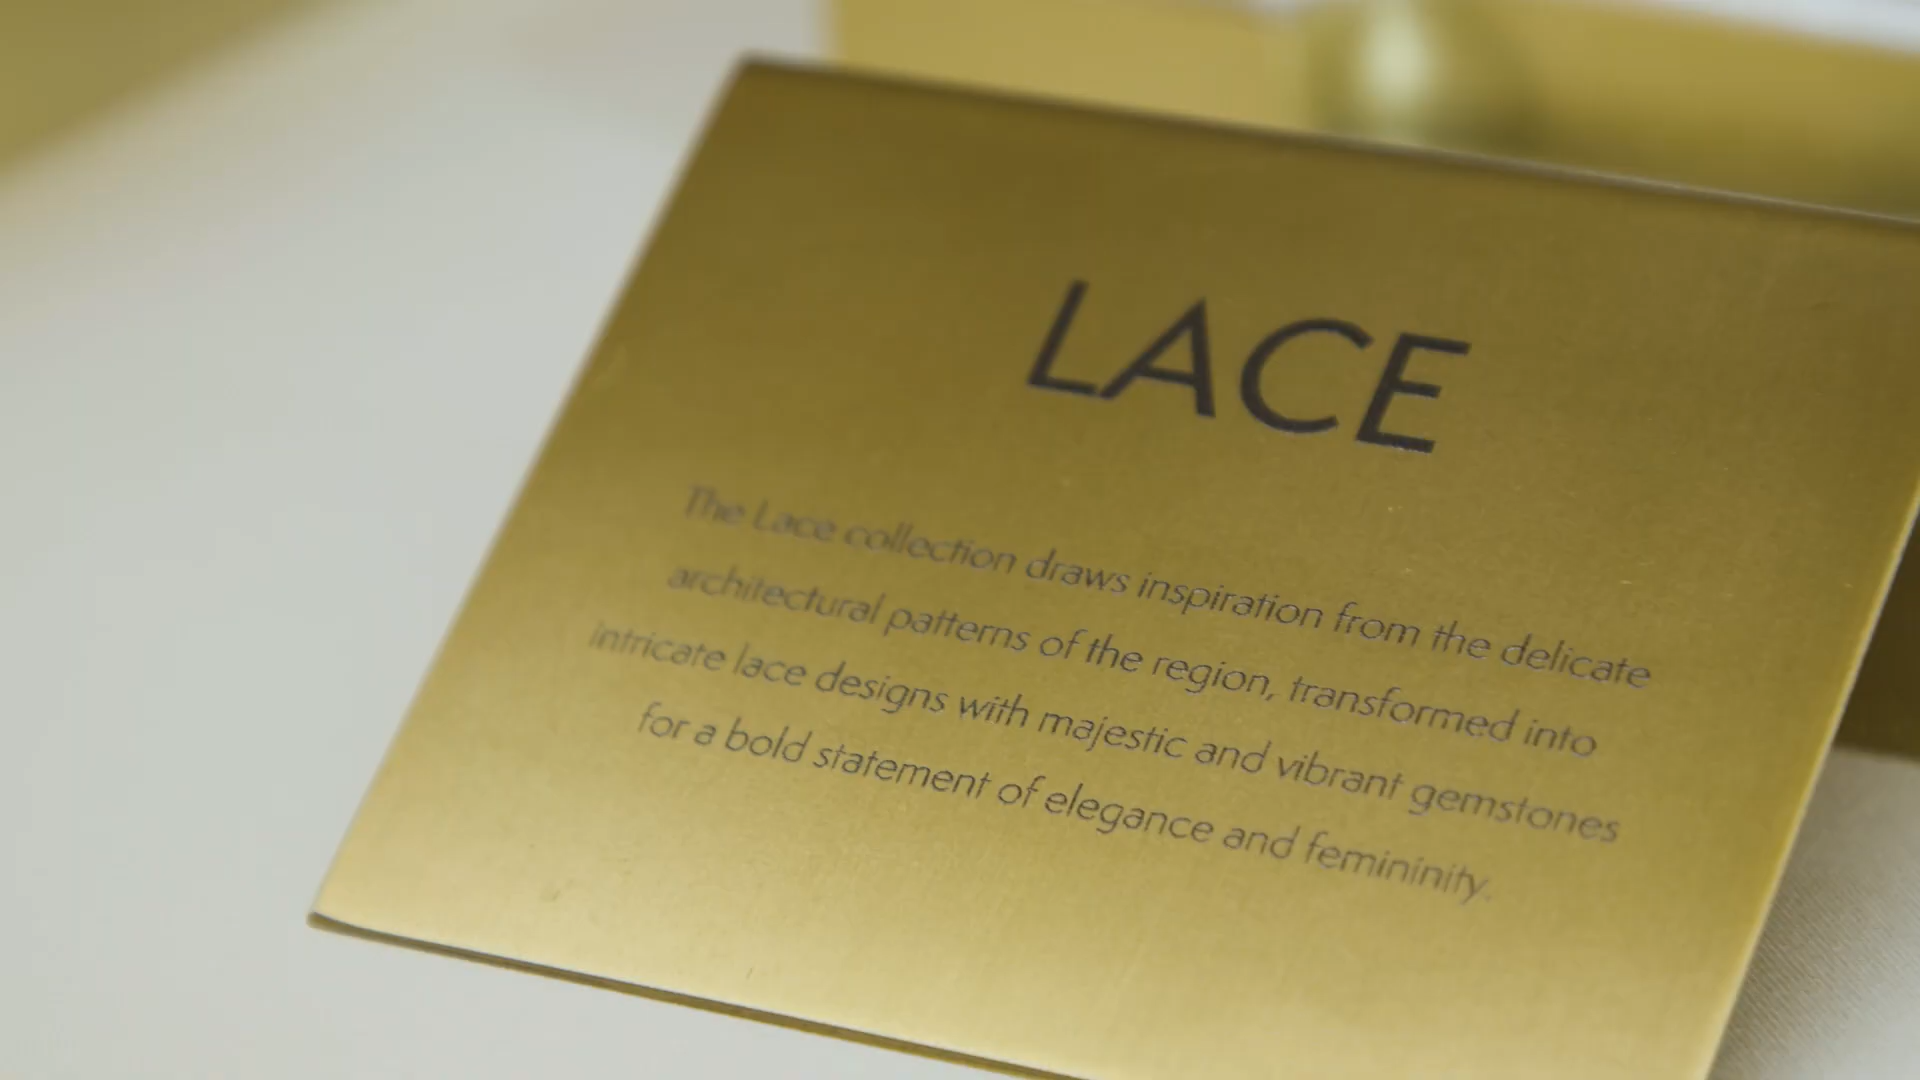 LACE
The Lace collection draws inspiration from the delicate
architectural patterns of the region, transformed into
intricate lace designs with majestic and vibrant gemstones
for a bold statement of elegance and femininity.